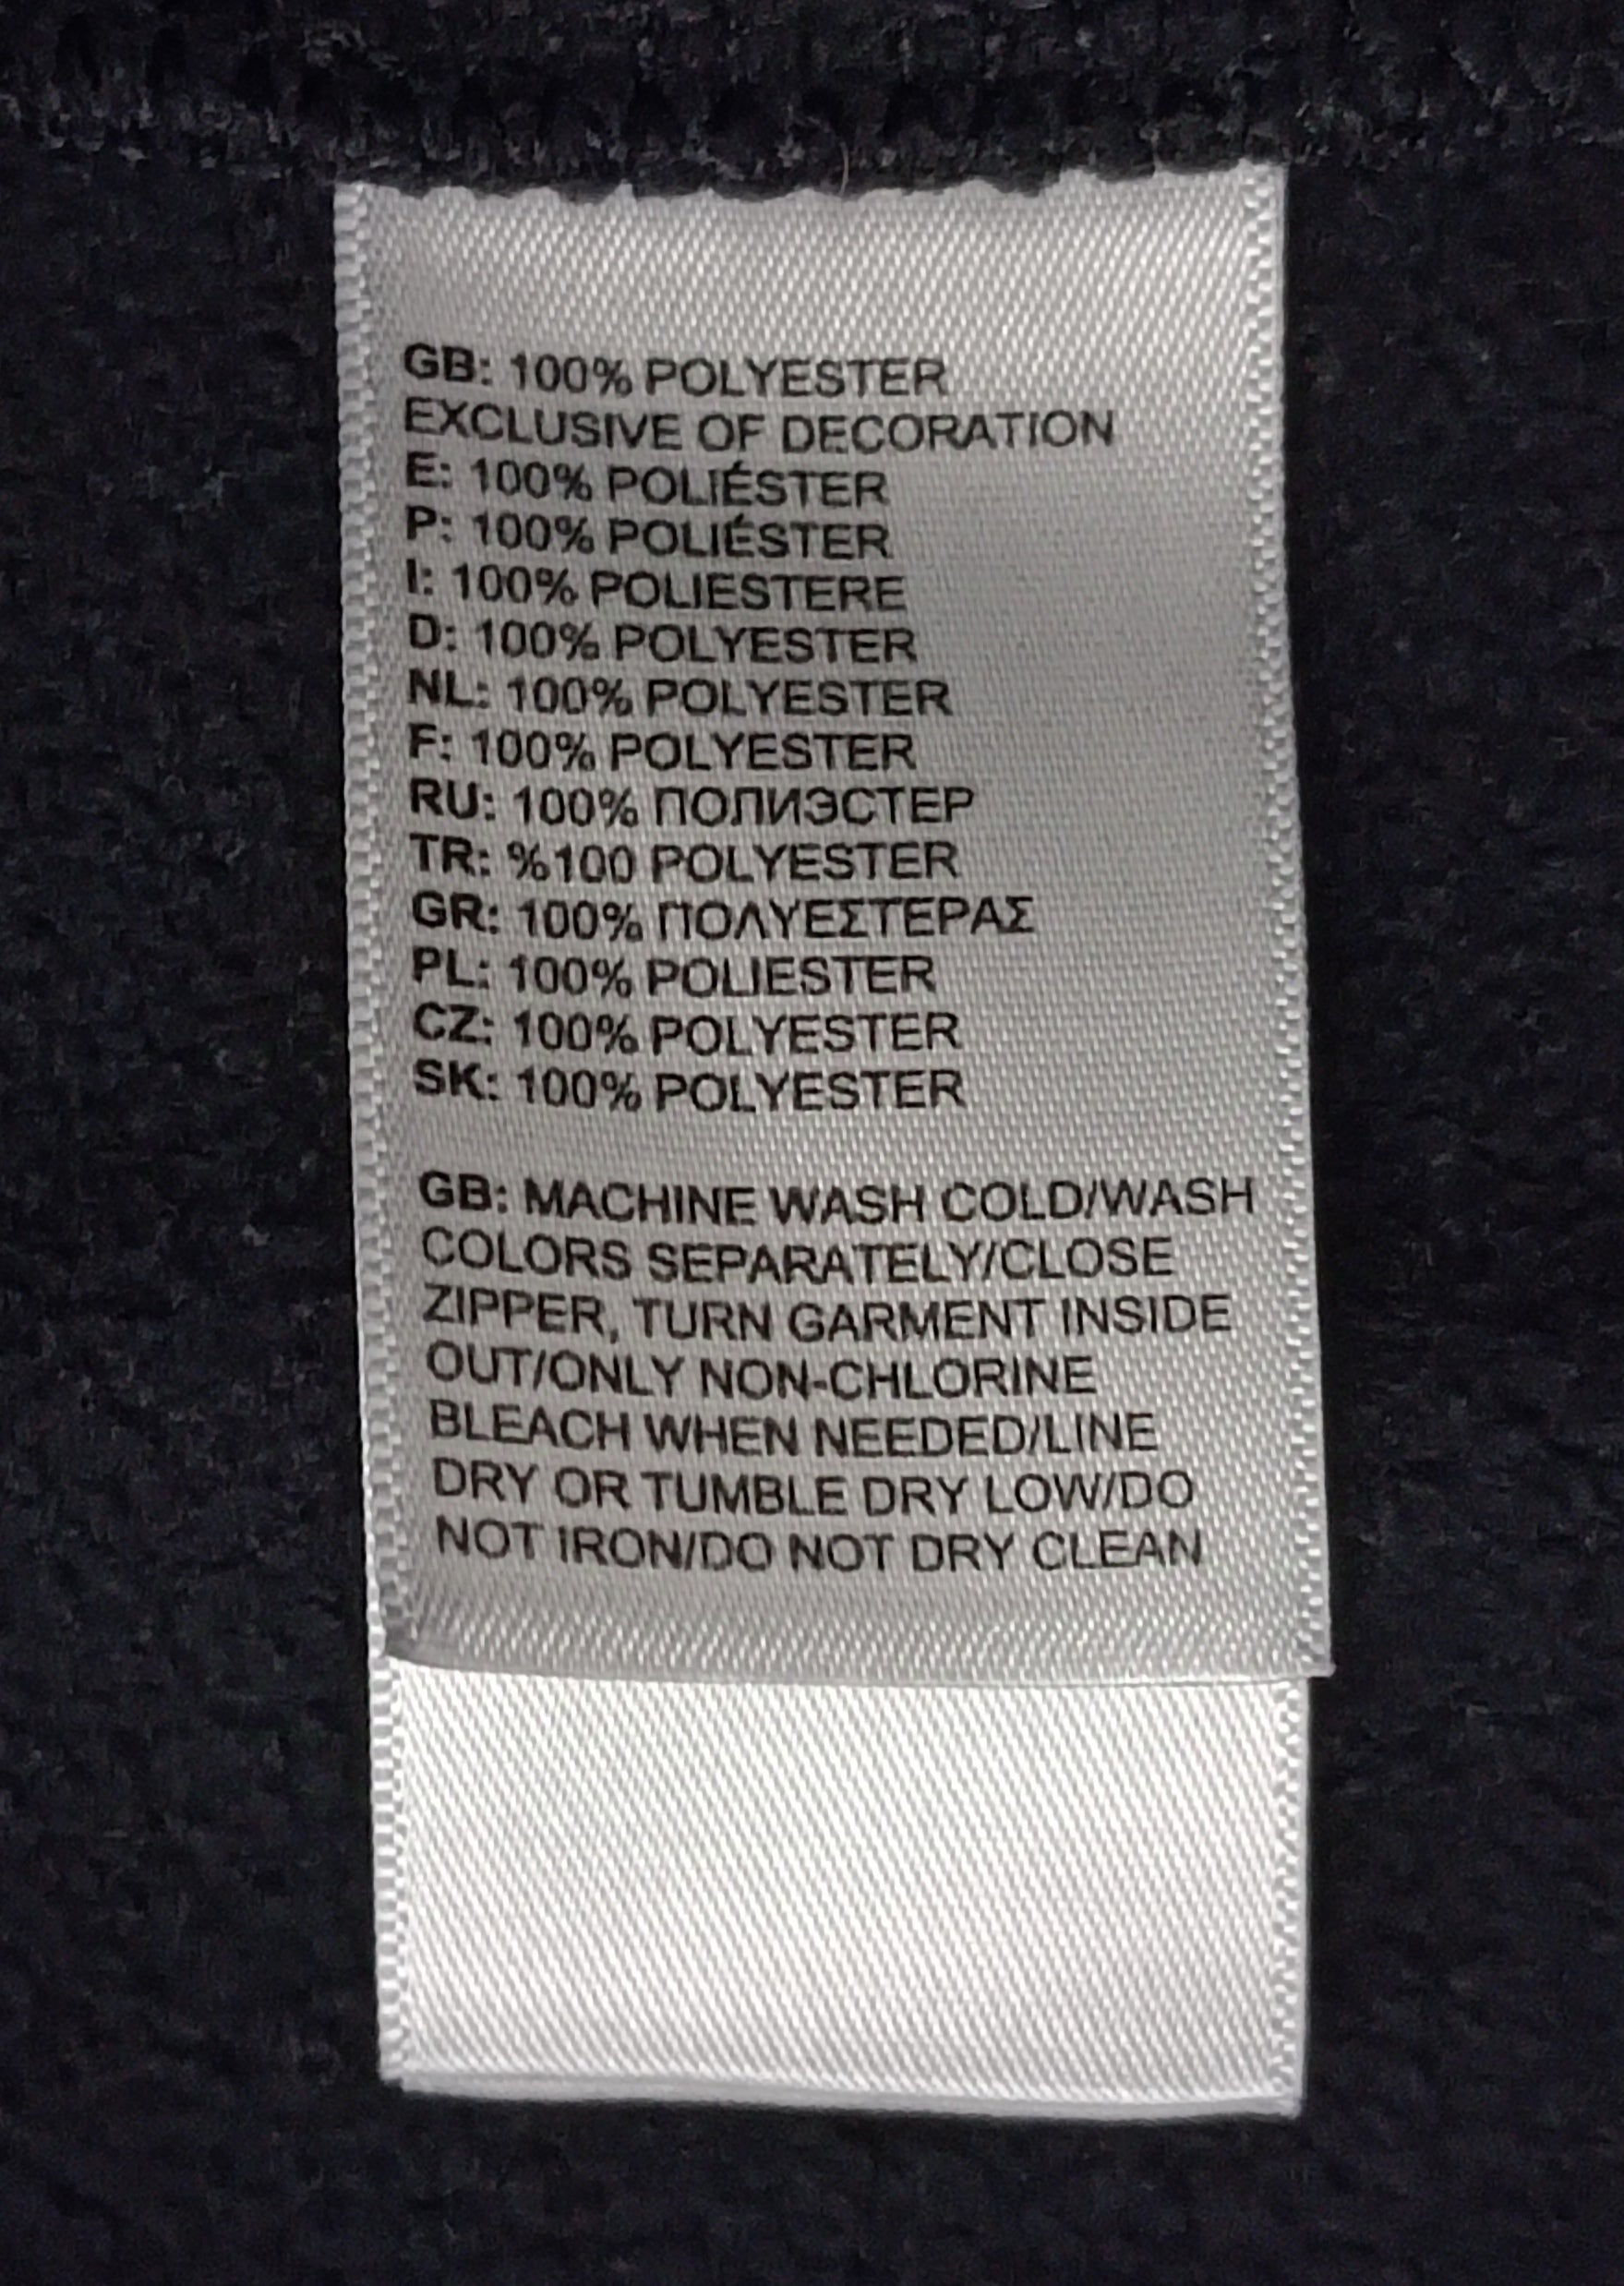 GB: 100% POLYESTER
EXCLUSIVE OF DECORATION
E: 100% POLIÉSTER
P: 100% POLIÉSTER
I: 100% POLIESTERE
D: 100% POLYESTER
NL: 100% POLYESTER
F: 100% POLYESTER
RU: 100% ПОЛИЭСТЕР
TR: %100 POLYESTER
GR: 100% ΠΟΛΥΕΣΤΕΡΑΣ
PL: 100% POLIESTER
CZ: 100% POLYESTER
SK: 100% POLYESTER
GB: MACHINE WASH COLD/WASH
COLORS SEPARATELY/CLOSE
ZIPPER, TURN GARMENT INSIDE
OUT/ONLY NON-CHLORINE
BLEACH WHEN NEEDED/LINE
DRY OR TUMBLE DRY LOW/DO
NOT IRON/DO NOT DRY CLEAN